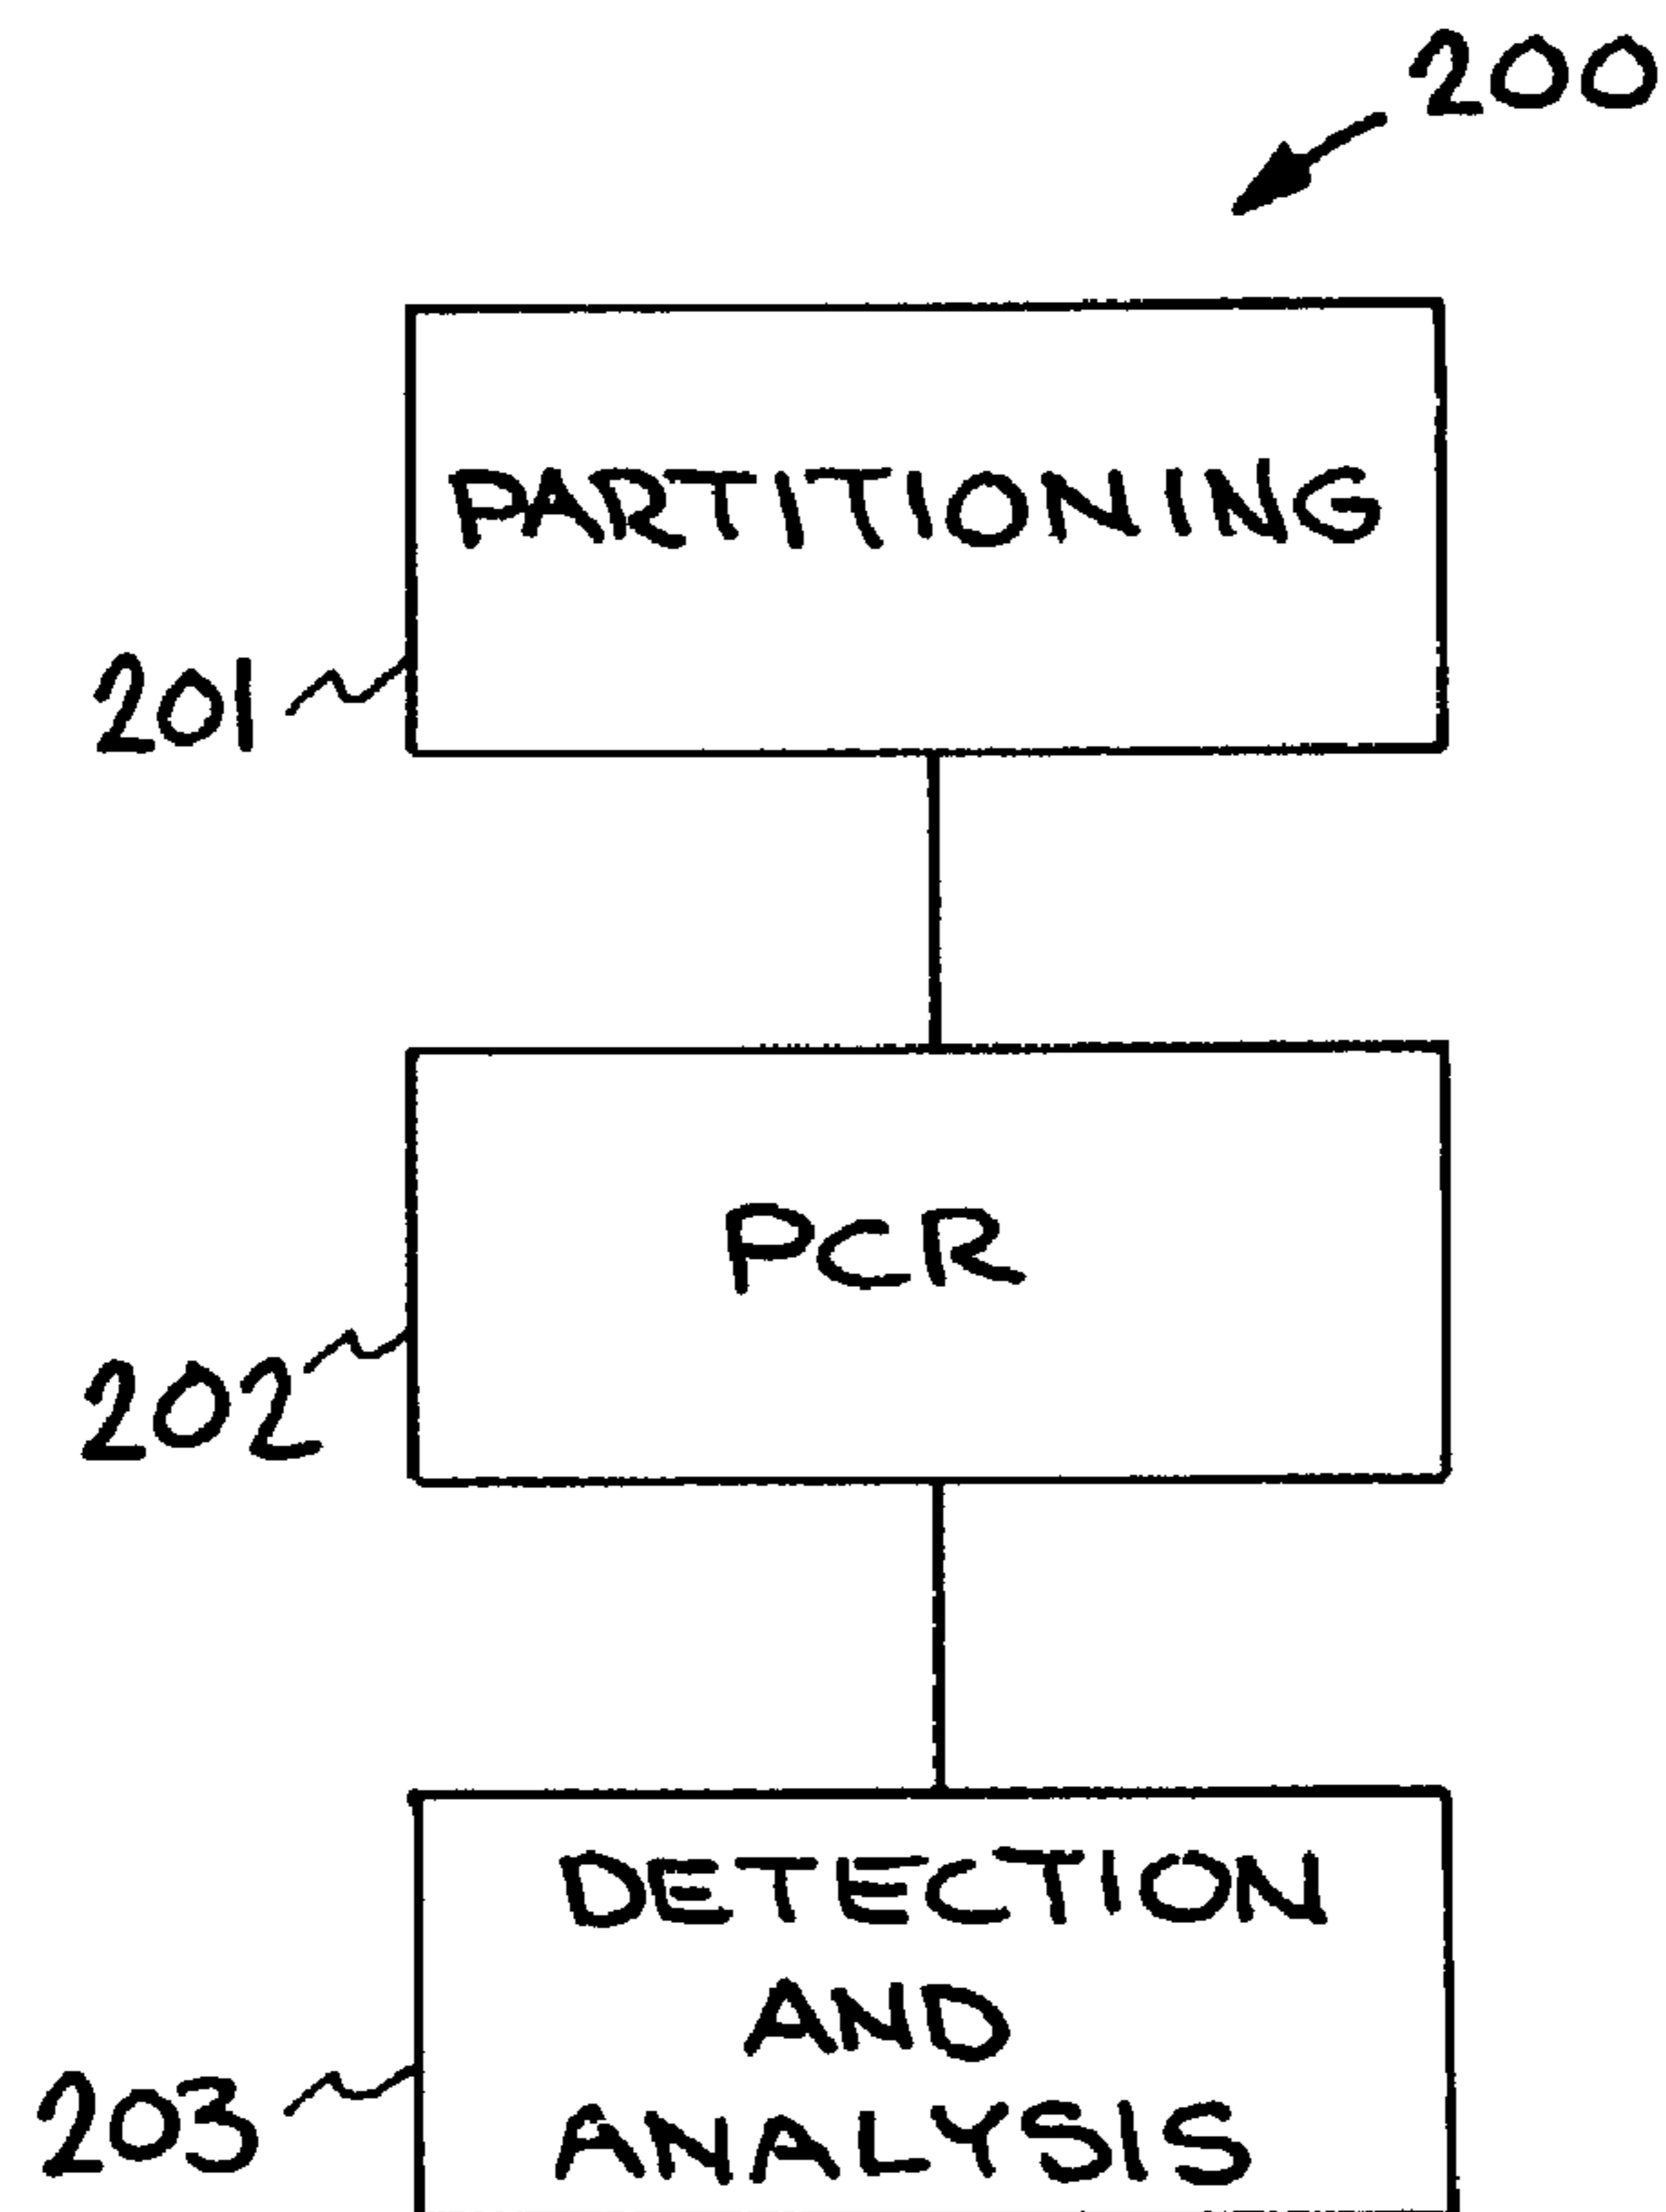 200
PARTITIONING
201
PCR
202
DETECTION
AND
ANALYSIS
203